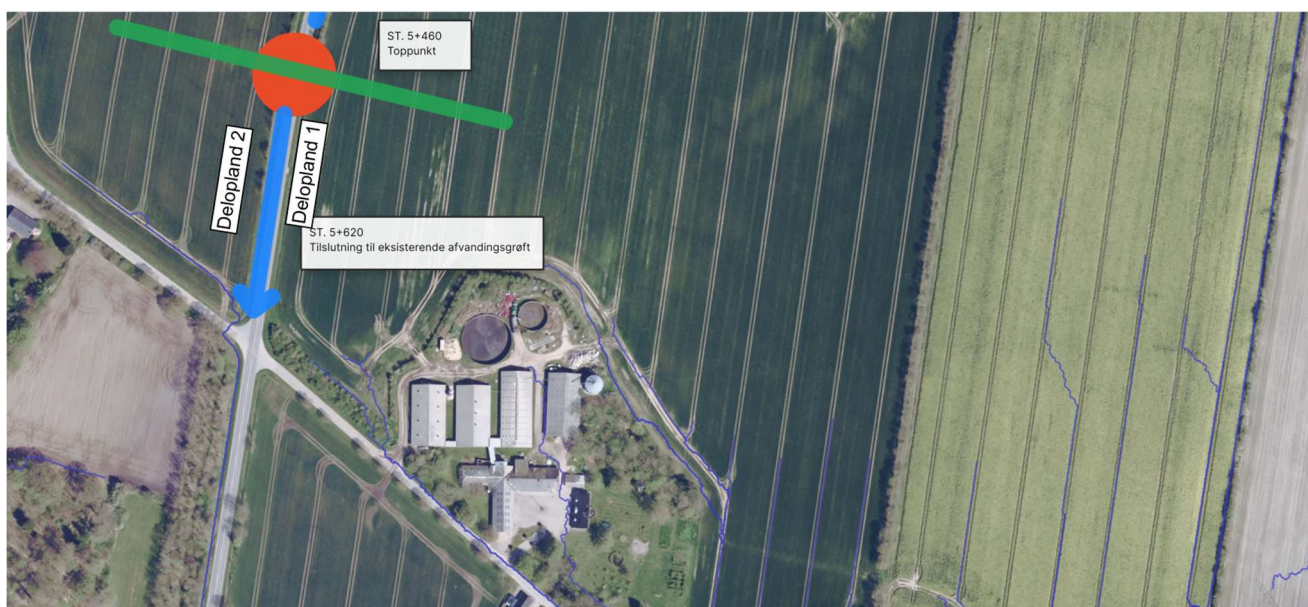 ST. 5+460
Toppunkt
Delopland 2
Delopland 1
ST. 5+620
Tilslutning til eksisterende afvandingsgrøft